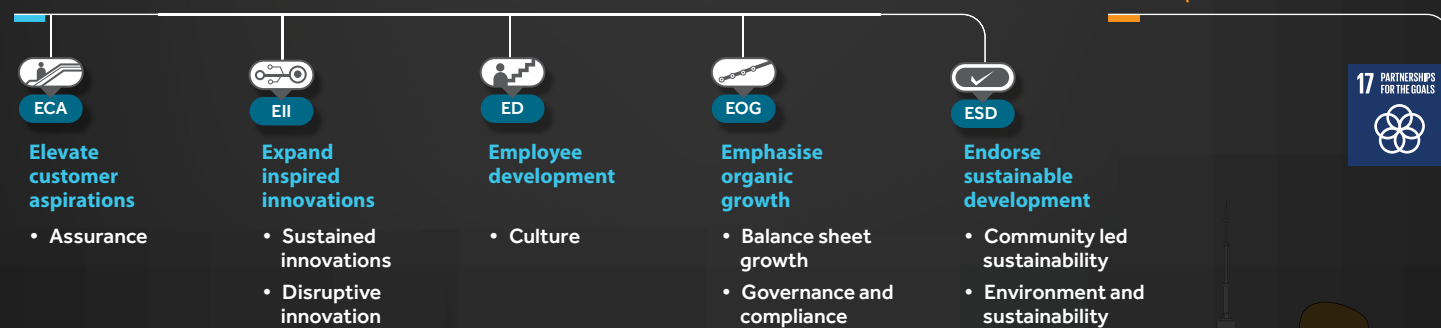 ECA
Elevate
customer
aspirations
• Assurance
EII
Expand
inspired
innovations
• Sustained
innovations
• Disruptive
innovation
ED
Employee
development
• Culture
EOG
Emphasise
organic
growth
• Balance sheet
growth
• Governance and
compliance
ESD
Endorse
sustainable
development
• Community led
sustainability
• Environment and
sustainability
17 PARTNERSHIPS
FOR THE GOALS